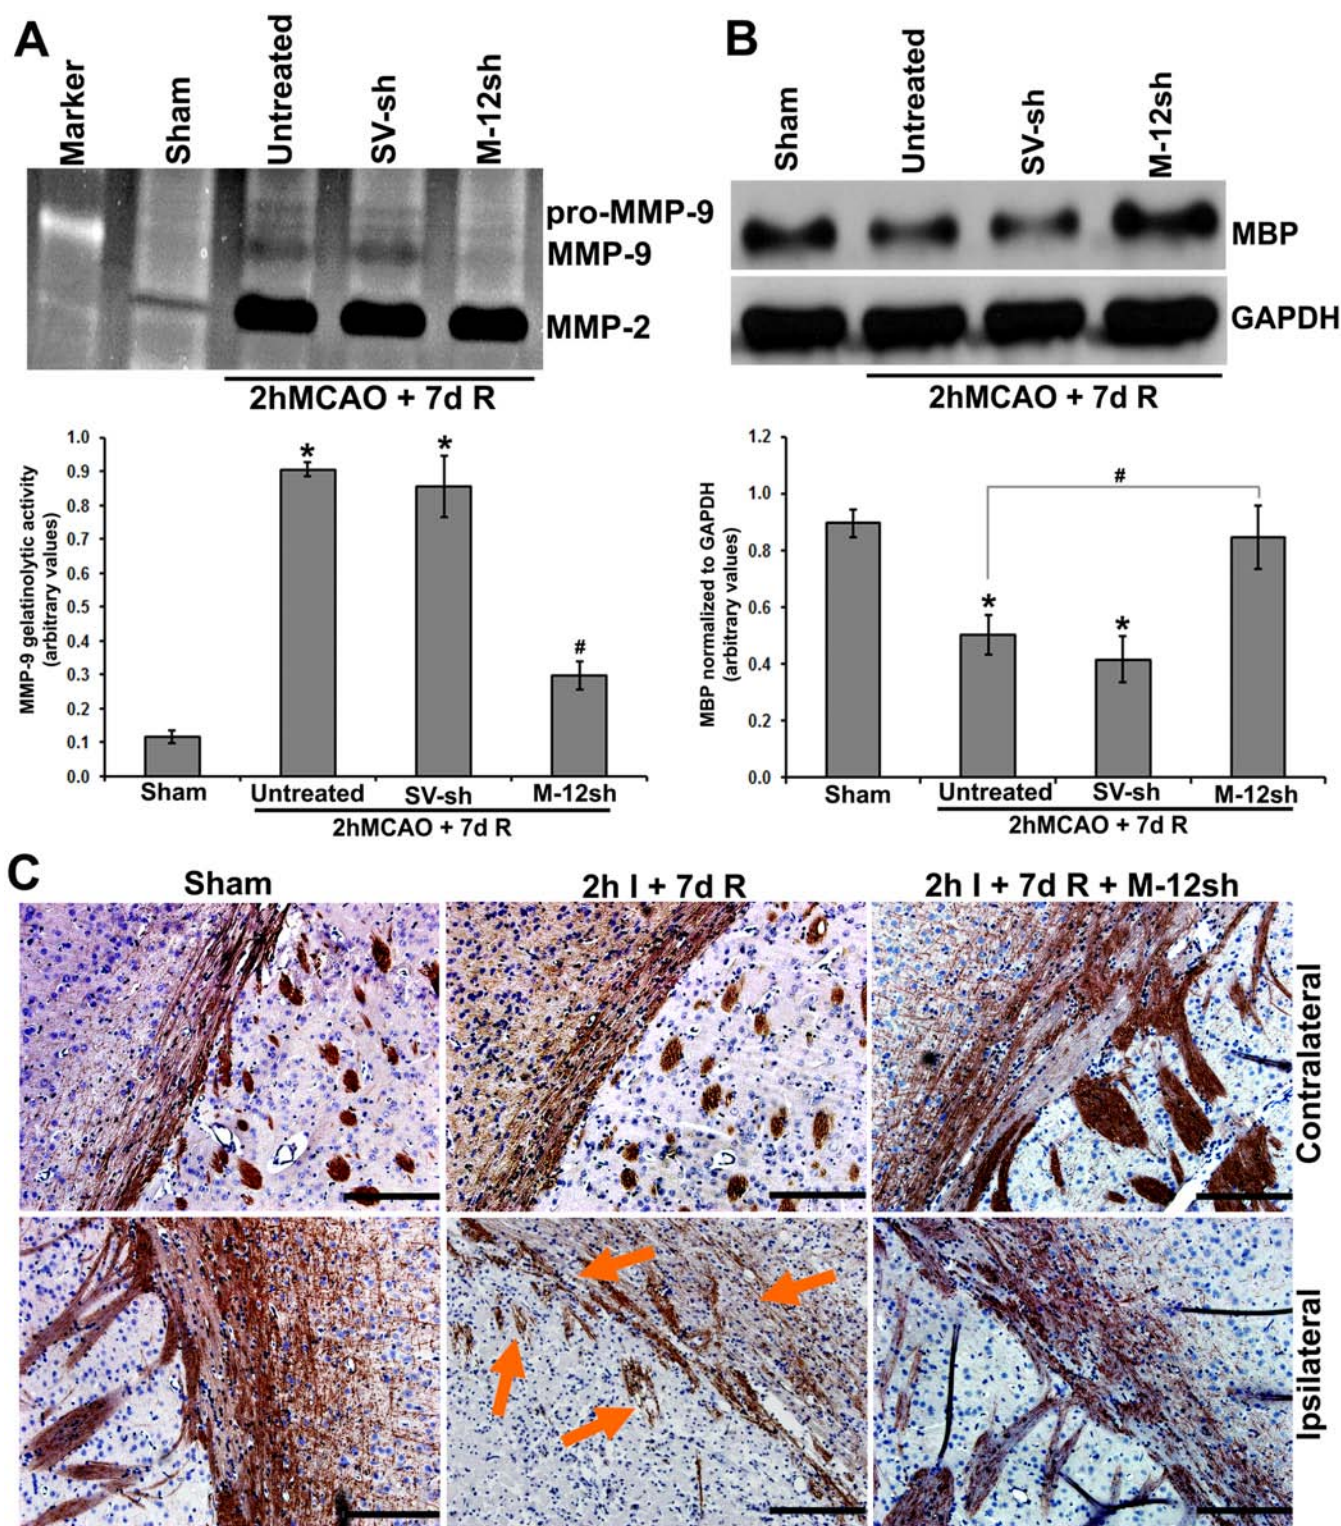 A
Marker
Sham
Untreated
SV-sh
M-12sh
pro-MMP-9
MMP-9
MMP-2
2hMCAO + 7d R
MMP-9 gelatinolytic activity
(arbitrary values)
1.0
0.9
0.8
0.7
0.6
0.5
0.4
0.3
0.2
0.1
0.0
*
*
#
Sham
Untreated
SV-sh
M-12sh
2hMCAO + 7d R
B
Sham
Untreated
SV-sh
M-12sh
MBP
GAPDH
2hMCAO + 7d R
MBP normalized to GAPDH
(arbitrary values)
1.2
1.0
0.8
0.6
0.4
0.2
0.0
*
*
#
Sham
Untreated
SV-sh
M-12sh
2hMCAO + 7d R
C
Sham
2h I + 7d R
2h I + 7d R + M-12sh
Contralateral
Ipsilateral